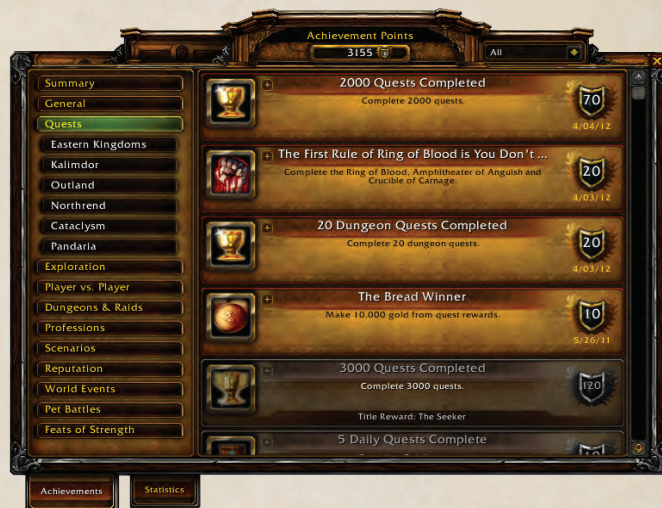 Achievement Points
3155
All
Summary
General
Quests
Eastern Kingdoms
Kalimdor
Outland
Northrend
Cataclysm
Pandaria
Exploration
Player vs. Player
Dungeons & Raids
Professions
Scenarios
Reputation
World Events
Pet Battles
Feats of Strength
2000 Quests Completed
Complete 2000 quests.
70
4/04/12
The First Rule of Ring of Blood is You Don't ...
Complete the Ring of Blood, Amphitheater of Anguish and
Crucible of Carnage.
20
4/03/12
20 Dungeon Quests Completed
Complete 20 dungeon quests.
20
4/03/12
The Bread Winner
Make 10,000 gold from quest rewards.
10
5/26/11
3000 Quests Completed
Complete 3000 quests.
120
Title Reward: The Seeker
5 Daily Quests Complete
Achievements
Statistics